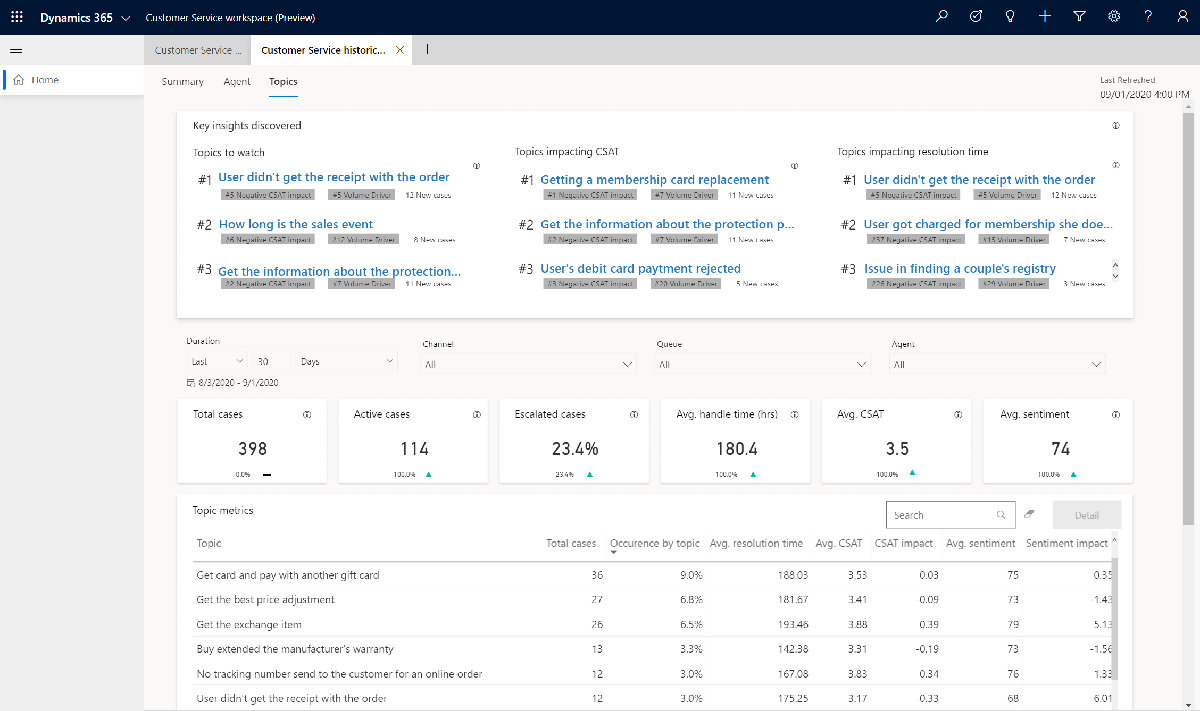 Dynamics 365 Customer Service workspace (Preview)
Customer Service ... Customer Service historic...
Home
Summary Agent Topics
Last Refreshed
09/01/2020 4:00 PM
Key insights discovered
Topics to watch
#1 User didn't get the receipt with the order
#5 Negative CSAT impact #5 Volume Driver 12 New cases
#2 How long is the sales event
#6 Negative CSAT impact #12 Volume Driver 8 New cases
#3 Get the information about the protection...
#2 Negative CSAT impact #7 Volume Driver 11 New cases
Topics impacting CSAT
#1 Getting a membership card replacement
#1 Negative CSAT impact #7 Volume Driver 11 New cases
#2 Get the information about the protection p...
#2 Negative CSAT impact #7 Volume Driver 11 New cases
#3 User's debit card paytment rejected
#3 Negative CSAT impact #20 Volume Driver 5 New cases
Topics impacting resolution time
#1 User didn't get the receipt with the order
#5 Negative CSAT impact #5 Volume Driver 12 New cases
#2 User got charged for membership she doe...
#37 Negative CSAT impact #15 Volume Driver 7 New cases
#3 Issue in finding a couple's registry
#26 Negative CSAT impact #29 Volume Driver 3 New cases
Duration Channel Queue Agent
Last 30 Days All All All
8/3/2020 - 9/1/2020
Total cases
398
0.0%
Active cases
114
100.0%
Escalated cases
23.4%
23.4%
Avg. handle time (hrs)
180.4
100.0%
Avg. CSAT
3.5
100.0%
Avg. sentiment
74
100.0%
Topic metrics Search Detail
Topic Total cases Occurence by topic Avg. resolution time Avg. CSAT CSAT impact Avg. sentiment Sentiment impact
Get card and pay with another gift card 36 9.0% 188.03 3.53 0.03 75 0.35
Get the best price adjustment 27 6.8% 181.67 3.41 -0.09 73 -1.43
Get the exchange item 26 6.5% 193.46 3.88 0.39 79 5.13
Buy extended the manufacturer's warranty 13 3.3% 142.38 3.31 -0.19 73 -1.56
No tracking number send to the customer for an online order 12 3.0% 167.08 3.83 0.34 76 1.33
User didn't get the receipt with the order 12 3.0% 175.25 3.17 -0.33 68 -6.01